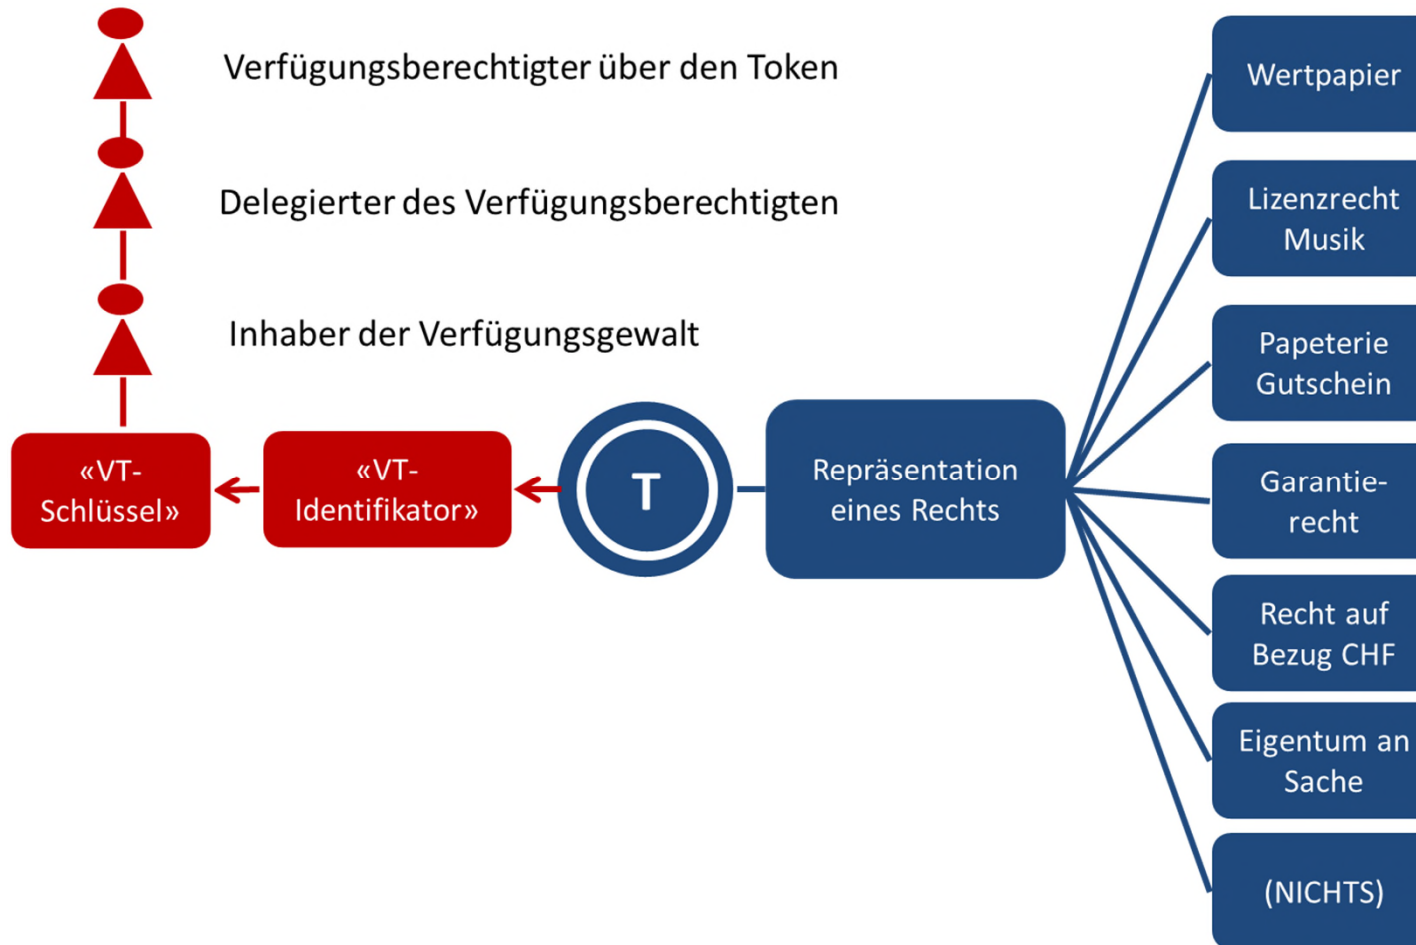 Verfügungsberechtigter über den Token
Delegierter des Verfügungsberechtigten
Inhaber der Verfügungsgewalt
«VT-
Schlüssel»
«VT-
Identifikator»
T
Repräsentation
eines Rechts
Wertpapier
Lizenzrecht
Musik
Papeterie
Gutschein
Garantie-
recht
Recht auf
Bezug CHF
Eigentum an
Sache
(NICHTS)